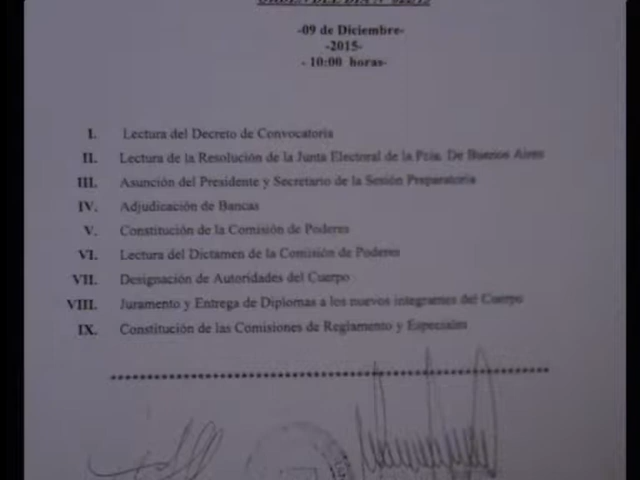 ORDEN DEL DIA N°
-09 de Diciembre-
-2015-
- 10:00 horas-
I. Lectura del Decreto de Convocatoria
II. Lectura de la Resolución de la Junta Electoral de la Pcia. De Buenos Aires
III. Asunción del Presidente y Secretario de la Sesión Preparatoria
IV. Adjudicación de Bancas
V. Constitución de la Comisión de Poderes
VI. Lectura del Dictamen de la Comisión de Poderes
VII. Designación de Autoridades del Cuerpo
VIII. Juramento y Entrega de Diplomas a los nuevos integrantes del Cuerpo
IX. Constitución de las Comisiones de Reglamento y Especiales